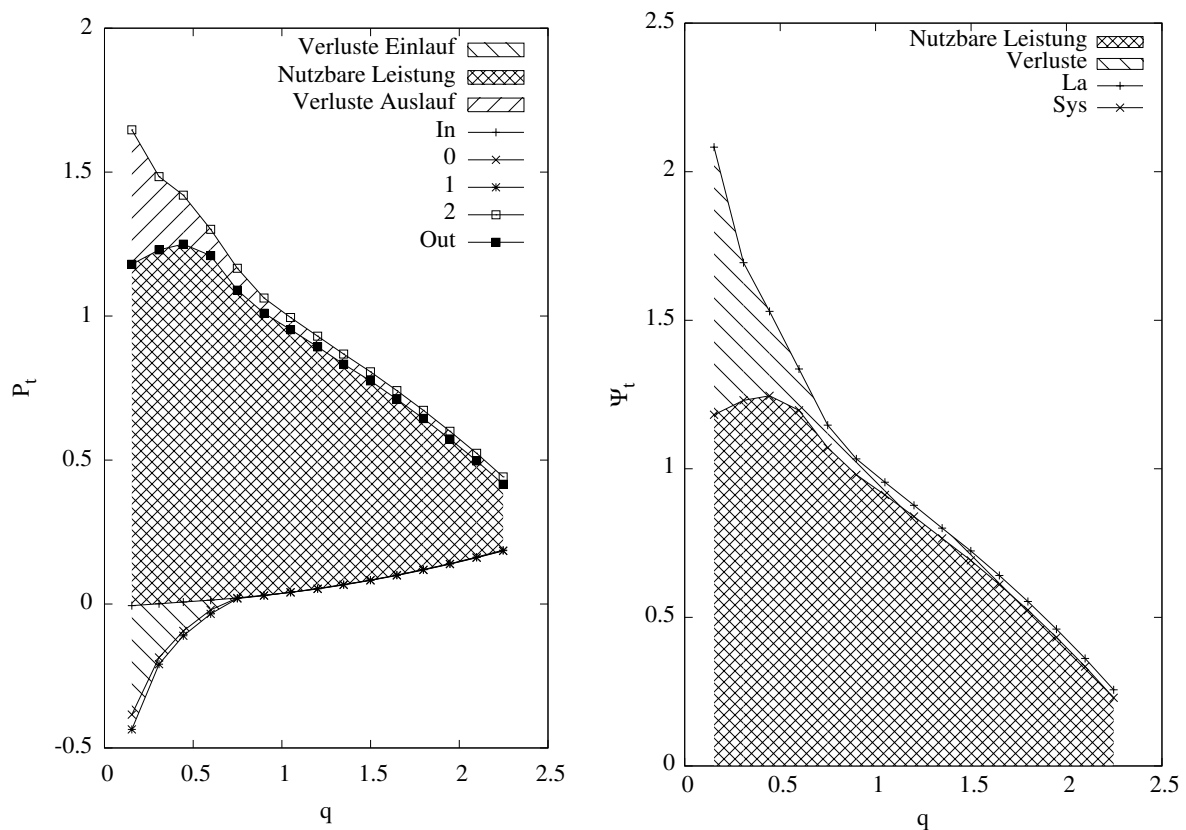 2
1.5
1
0.5
0
-0.5
P_t
0 0.5 1 1.5 2 2.5
q
Verluste Einlauf
Nutzbare Leistung
Verluste Auslauf
In
0
1
2
Out
2.5
2
1.5
1
0.5
0
Ψ_t
0 0.5 1 1.5 2 2.5
q
Nutzbare Leistung
Verluste
La
Sys